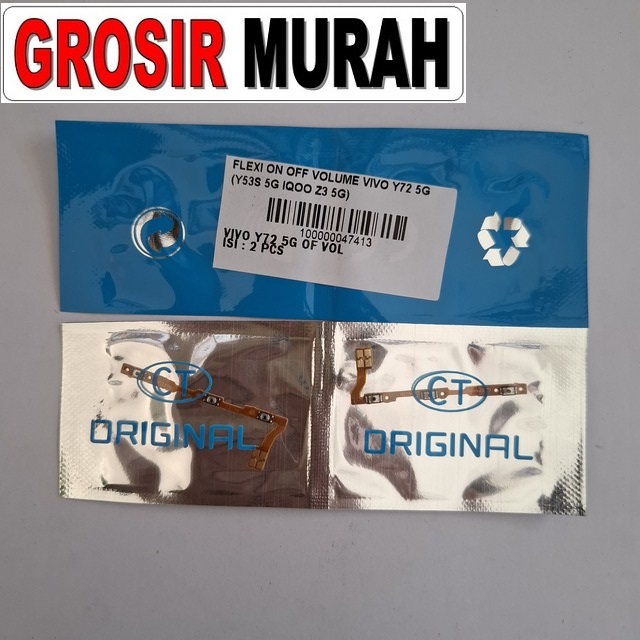 GROSIR MURAH
FLEXI ON OFF VOLUME VIVO Y72 5G
(Y53S 5G IQOO Z3 5G)
100000047413
VIVO Y72 5G OF VOL
ISI : 2 PCS
CT
ORIGINAL
CT
ORIGINAL